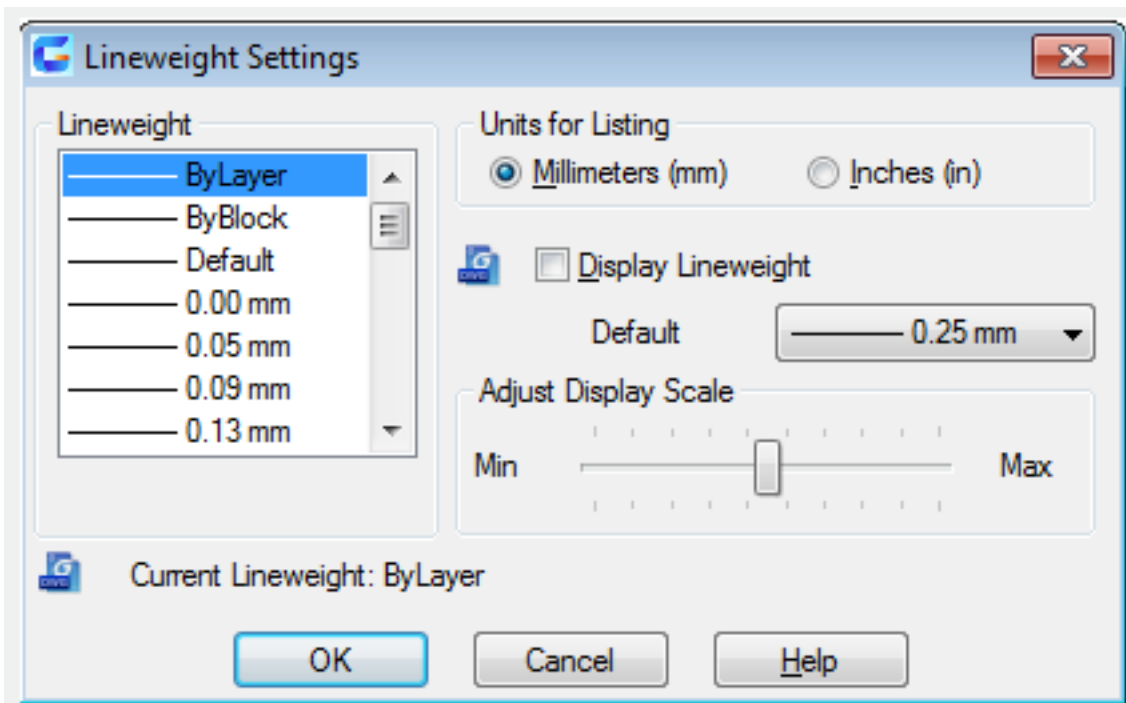 Lineweight Settings
Lineweight
ByLayer
ByBlock
Default
0.00 mm
0.05 mm
0.09 mm
0.13 mm
Units for Listing
Millimeters (mm)
Inches (in)
Display Lineweight
Default
0.25 mm
Adjust Display Scale
Min
Max
Current Lineweight: ByLayer
OK
Cancel
Help